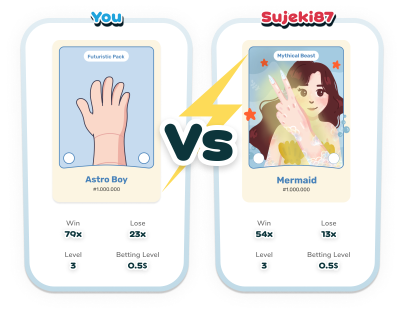 You
Futuristic Pack
Astro Boy
#1.000.000
Win
Lose
79x
23x
Level
Betting Level
3
0.5$
Vs
Sujeki87
Mythical Beast
Mermaid
#1.000.000
Win
Lose
54x
13x
Level
Betting Level
3
0.5$